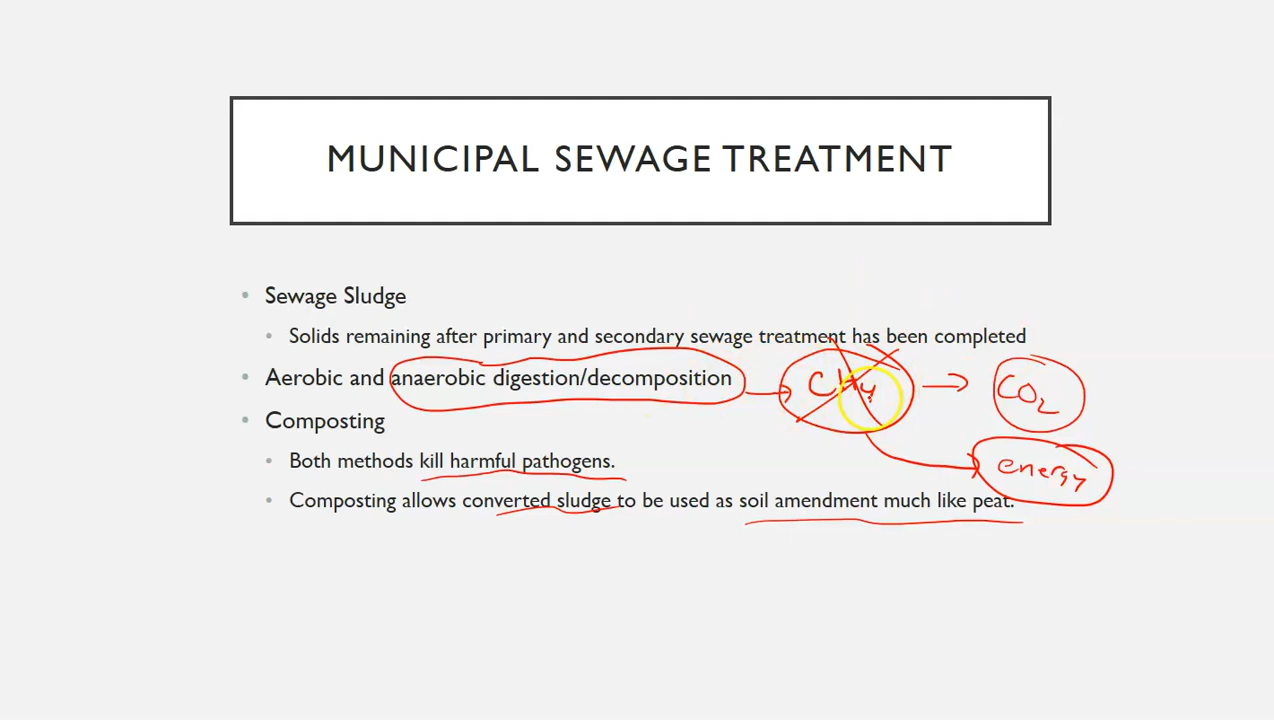 MUNICIPAL SEWAGE TREATMENT
• Sewage Sludge
• Solids remaining after primary and secondary sewage treatment has been completed
• Aerobic and anaerobic digestion/decomposition CH4 → CO2
• Composting
• Both methods kill harmful pathogens. energy
• Composting allows converted sludge to be used as soil amendment much like peat.